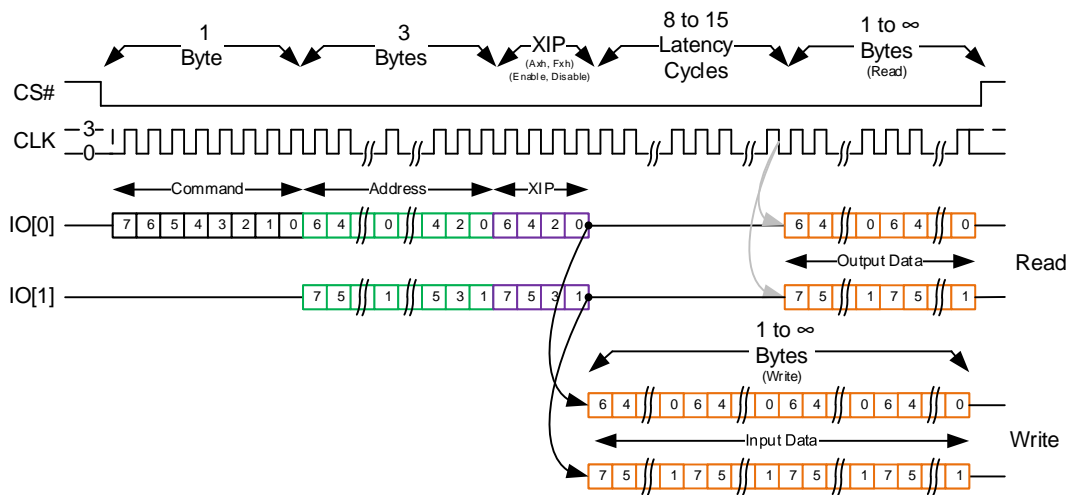 1
Byte
3
Bytes
XIP
(Axh, Fxh)
(Enable, Disable)
8 to 15
Latency
Cycles
1 to ∞
Bytes
(Read)
CS#
CLK
3
0
Command
Address
XIP
IO[0]
7 6 5 4 3 2 1 0 6 4 0 4 2 0 6 4 2 0 6 4 0 6 4 0
Output Data
Read
IO[1]
7 5 1 5 3 1 7 5 3 1 7 5 1 7 5 1
1 to ∞
Bytes
(Write)
6 4 0 6 4 0 6 4 0 6 4 0
Input Data
Write
7 5 1 7 5 1 7 5 1 7 5 1